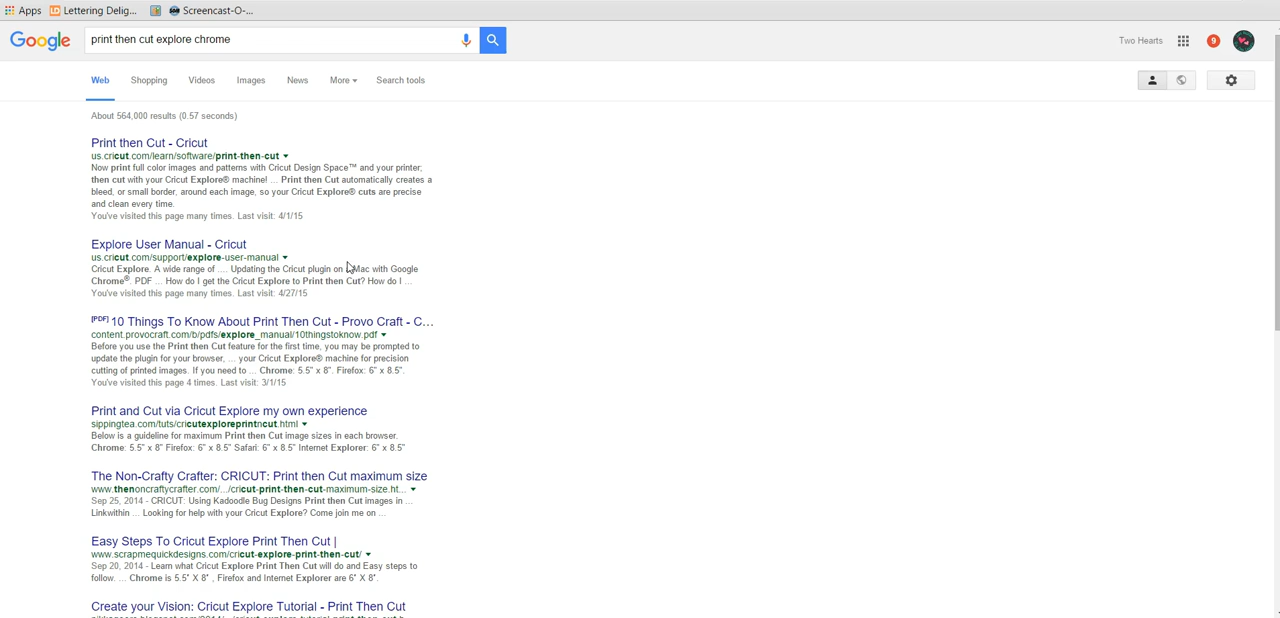 Apps Lettering Delig... Screencast-O-...
Google print then cut explore chrome Two Hearts 9
Web Shopping Videos Images News More Search tools
About 564,000 results (0.57 seconds)
Print then Cut - Cricut
us.cricut.com/learn/software/print-then-cut
Now print full color images and patterns with Cricut Design Space™ and your printer;
then cut with your Cricut Explore® machine! ... Print then Cut automatically creates a
bleed, or small border, around each image, so your Cricut Explore® cuts are precise
and clean every time.
You've visited this page many times. Last visit: 4/1/15
Explore User Manual - Cricut
us.cricut.com/support/explore-user-manual
Cricut Explore. A wide range of .... Updating the Cricut plugin on a Mac with Google
Chrome®. PDF ... How do I get the Cricut Explore to Print then Cut? How do I ...
You've visited this page many times. Last visit: 4/27/15
[PDF] 10 Things To Know About Print Then Cut - Provo Craft - C...
content.provocraft.com/b/pdfs/explore_manual/10thingstoknow.pdf
Before you use the Print then Cut feature for the first time, you may be prompted to
update the plugin for your browser, ... your Cricut Explore® machine for precision
cutting of printed images. If you need to ... Chrome: 5.5" x 8". Firefox: 6" x 8.5".
You've visited this page 4 times. Last visit: 3/1/15
Print and Cut via Cricut Explore my own experience
sippingtea.com/tuts/cricutexploreprintncut.html
Below is a guideline for maximum Print then Cut image sizes in each browser.
Chrome: 5.5" x 8" Firefox: 6" x 8.5" Safari: 6" x 8.5" Internet Explorer: 6" x 8.5"
The Non-Crafty Crafter: CRICUT: Print then Cut maximum size
www.thenoncraftycrafter.com/.../cricut-print-then-cut-maximum-size.ht...
Sep 25, 2014 - CRICUT: Using Kadoodle Bug Designs Print then Cut images in ...
Linkwithin ... Looking for help with your Cricut Explore? Come join me on ...
Easy Steps To Cricut Explore Print Then Cut |
www.scrapmequickdesigns.com/cricut-explore-print-then-cut/
Sep 20, 2014 - Learn what Cricut Explore Print Then Cut will do and Easy steps to
follow. ... Chrome is 5.5" X 8" , Firefox and Internet Explorer are 6" X 8".
Create your Vision: Cricut Explore Tutorial - Print Then Cut